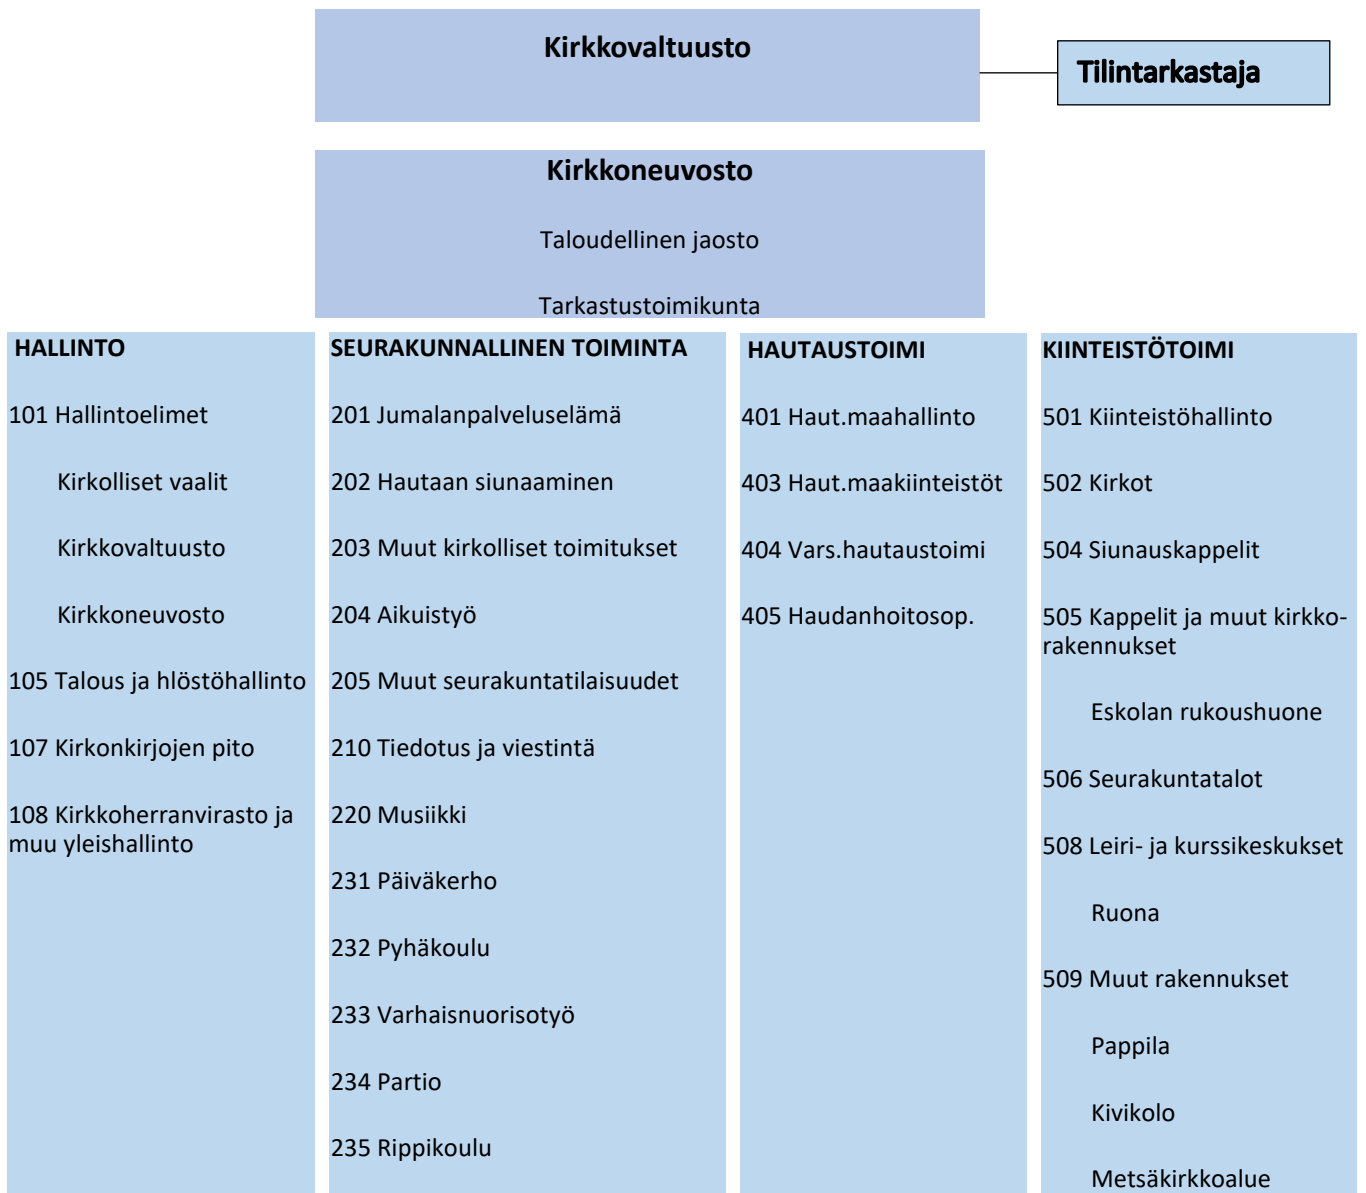 Kirkkovaltuusto
Tilintarkastaja
Kirkkoneuvosto
Taloudellinen jaosto
Tarkastustoimikunta
HALLINTO
101 Hallintoelimet
Kirkolliset vaalit
Kirkkovaltuusto
Kirkkoneuvosto
105 Talous ja hlöstöhallinto
107 Kirkonkirjojen pito
108 Kirkkoherranvirasto ja
muu yleishallinto
SEURAKUNNALLINEN TOIMINTA
201 Jumalanpalveluselämä
202 Hautaan siunaaminen
203 Muut kirkolliset toimitukset
204 Aikuistyö
205 Muut seurakuntatilaisuudet
210 Tiedotus ja viestintä
220 Musiikki
231 Päiväkerho
232 Pyhäkoulu
233 Varhaisnuorisotyö
234 Partio
235 Rippikoulu
HAUTAUSTOIMI
401 Haut.maahallinto
403 Haut.maakiinteistöt
404 Vars.hautaustoimi
405 Haudanhoitosop.
KIINTEISTÖTOIMI
501 Kiinteistöhallinto
502 Kirkot
504 Siunauskappelit
505 Kappelit ja muut kirkko-
rakennukset
Eskolan rukoushuone
506 Seurakuntatalot
508 Leiri- ja kurssikeskukset
Ruona
509 Muut rakennukset
Pappila
Kivikolo
Metsäkirkkoalue